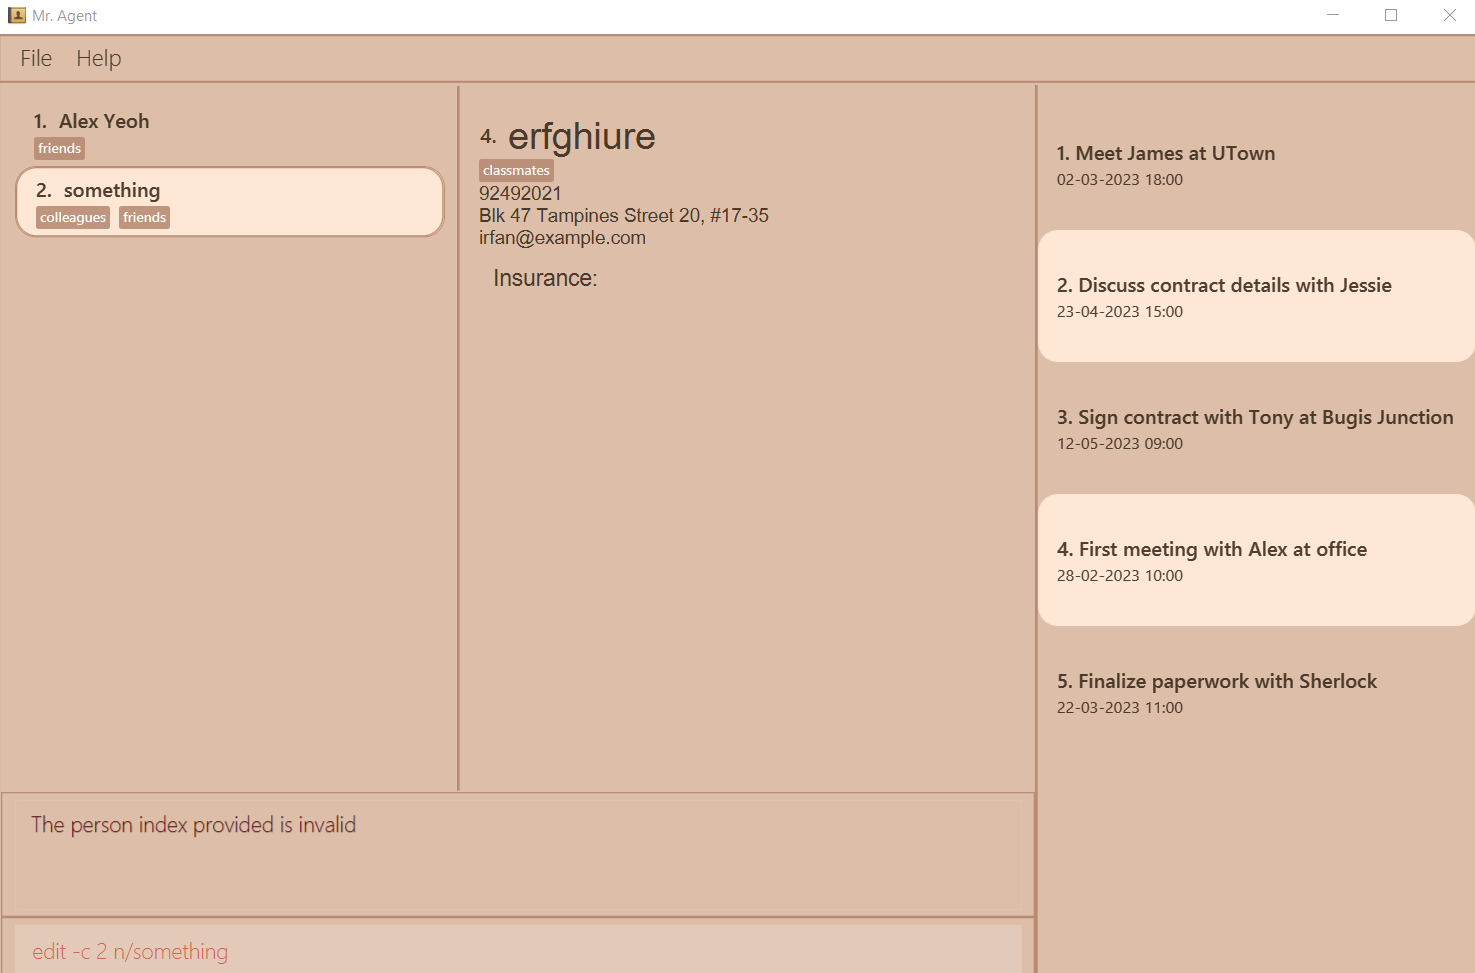 Mr. Agent
File Help
1. Alex Yeoh
friends
2. something
colleagues friends
4. erfghiure
classmates
92492021
Blk 47 Tampines Street 20, #17-35
irfan@example.com
Insurance:
1. Meet James at UTown
02-03-2023 18:00
2. Discuss contract details with Jessie
23-04-2023 15:00
3. Sign contract with Tony at Bugis Junction
12-05-2023 09:00
4. First meeting with Alex at office
28-02-2023 10:00
5. Finalize paperwork with Sherlock
22-03-2023 11:00
The person index provided is invalid
edit -c 2 n/something